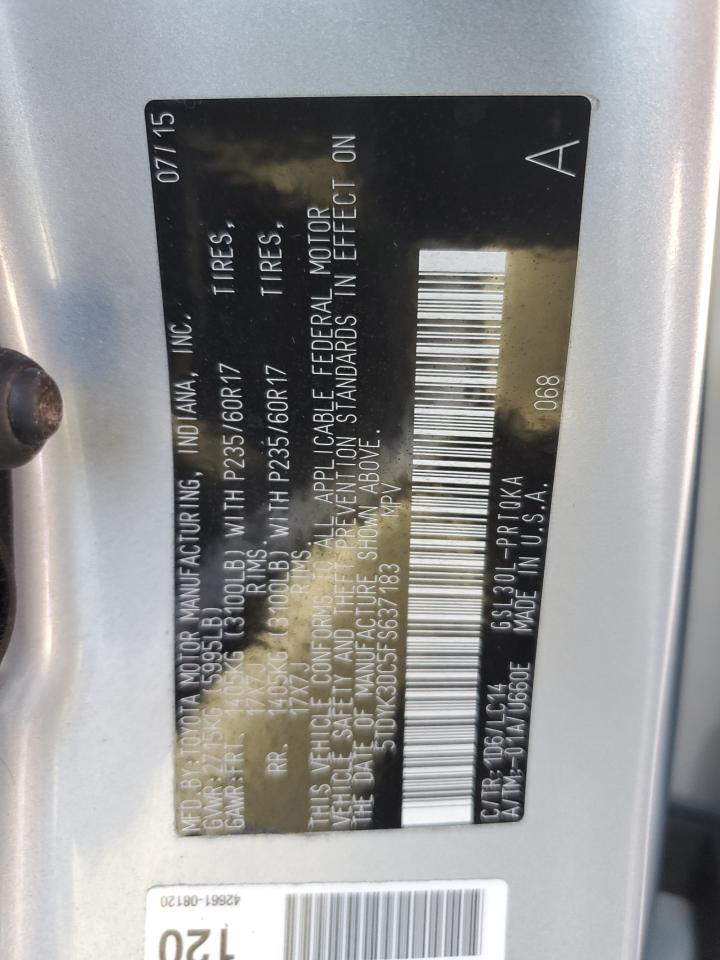 MFD.BY:TOYOTA MOTOR MANUFACTURING, INDIANA, INC. 07/15
GVWR:2715KG( 5995LB)
GAWR:FRT. 1405KG (3100LB) WITH P235/60R17 TIRES,
17X7J RIMS.
RR. 1405KG (3100LB) WITH P235/60R17 TIRES,
17X7J RIMS.
THIS VEHICLE CONFORMS TO ALL APPLICABLE FEDERAL MOTOR
VEHICLE SAFETY AND THEFT PREVENTION STANDARDS IN EFFECT ON
THE DATE OF MANUFACTURE SHOWN ABOVE.
5TDYK3DC5FS637183 MPV
A
C/TR:1D6/LC14 GSL30L-PRTQKA
A/TM:-01A/U660E MADE IN U.S.A. 068
42661-08120
120